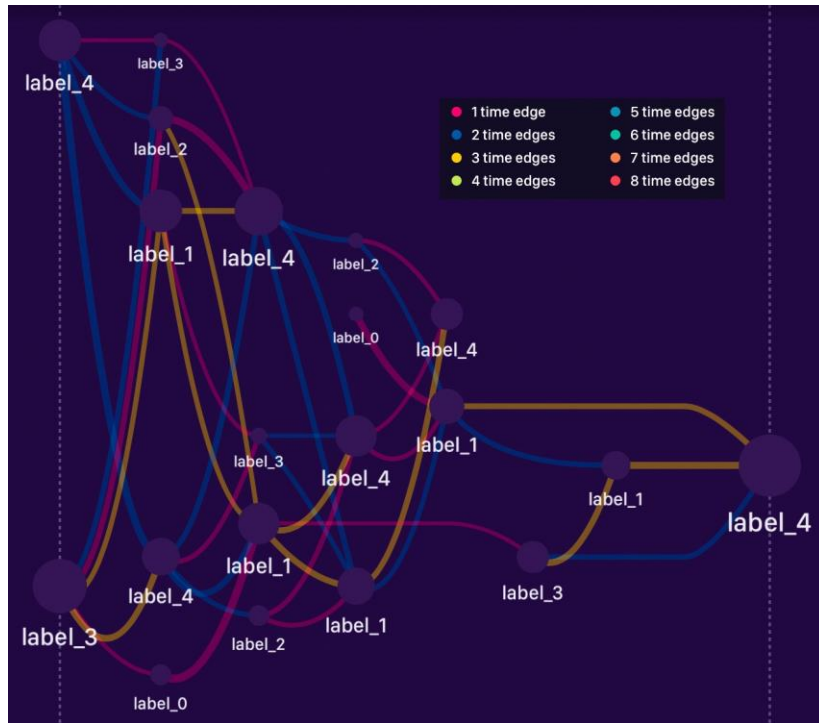 label_3
label_4
1 time edge
5 time edges
2 time edges
6 time edges
3 time edges
7 time edges
4 time edges
8 time edges
label_2
label_1
label_4
label_2
label_0
label_4
label_1
label_3
label_4
label_1
label_4
label_1
label_4
label_3
label_1
label_3
label_2
label_0